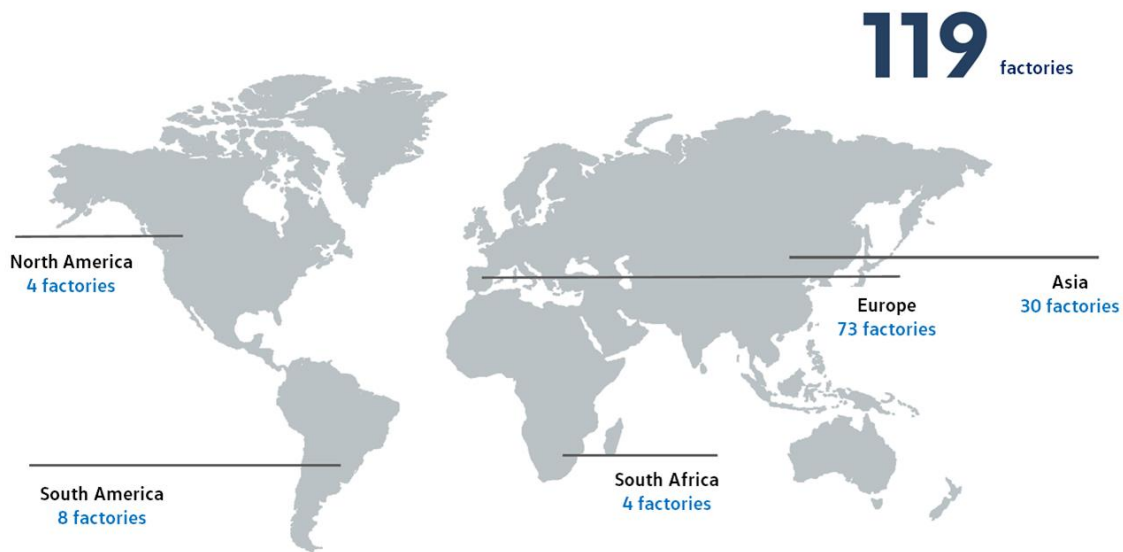 119 factories
North America
4 factories
Asia
30 factories
Europe
73 factories
South Africa
4 factories
South America
8 factories